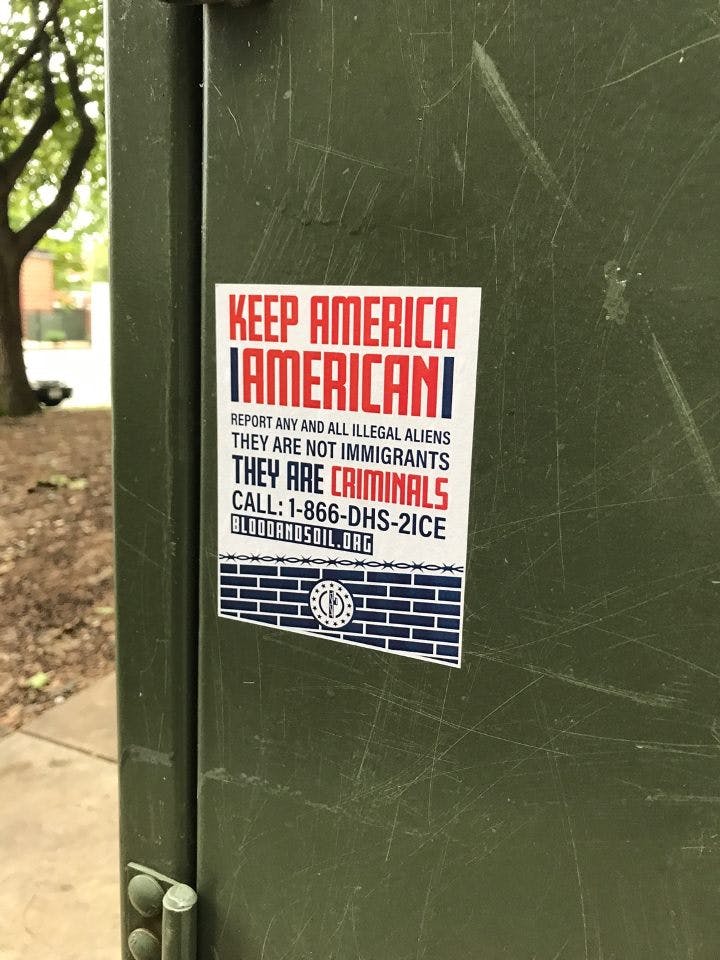 KEEP AMERICA
AMERICAN
REPORT ANY AND ALL ILLEGAL ALIENS
THEY ARE NOT IMMIGRANTS
THEY ARE CRIMINALS
CALL: 1-866-DHS-2ICE
BLOODANDSOIL.ORG